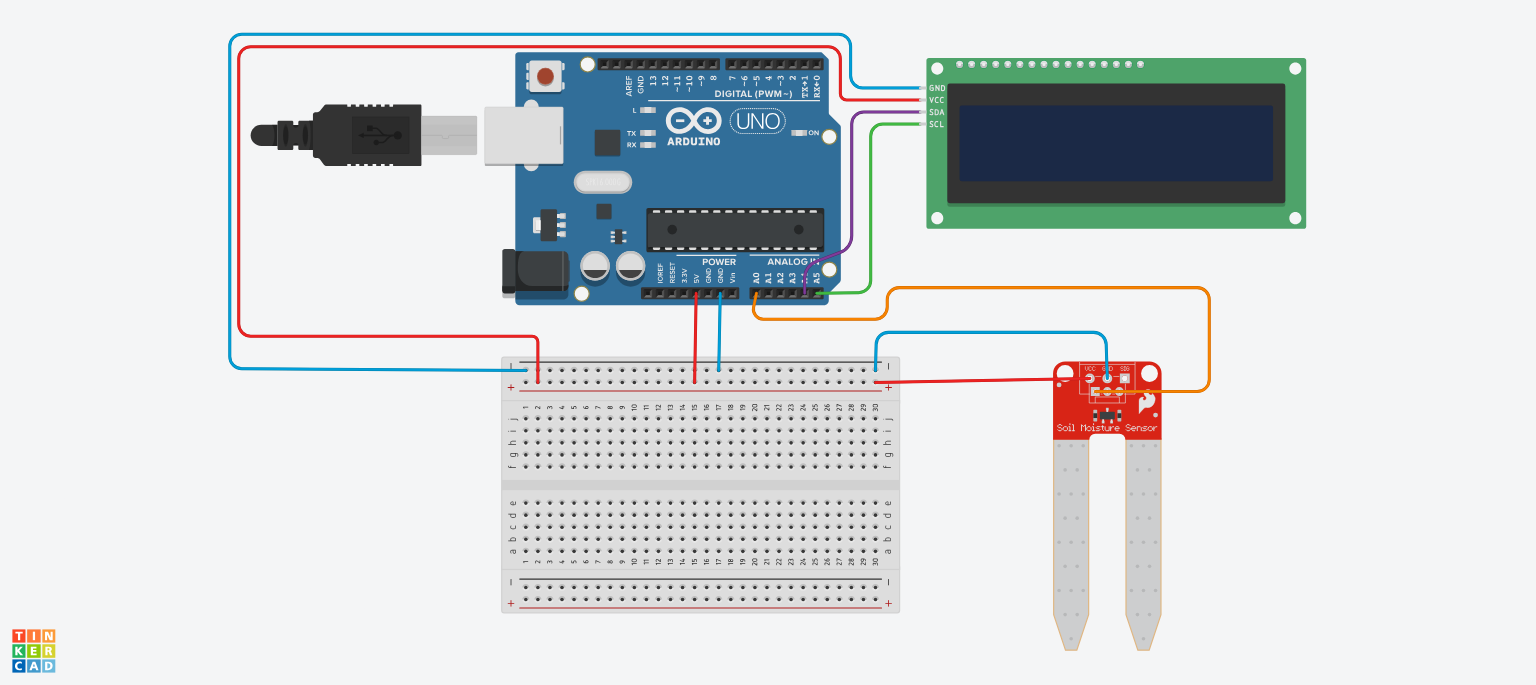 AREF
GND
13
12
~11
~10
~9
8
7
~6
~5
4
~3
2
TX→1
RX←0
DIGITAL (PWM~)
L
TX
RX
ARDUINO
UNO
ON
POWER
ANALOG IN
IOREF
RESET
3.3V
5V
GND
GND
Vin
A0
A1
A2
A3
A5
GND
VCC
SDA
SCL
1 2 3 4 5 6 7 8 9 10 11 12 13 14 15 16 17 18 19 20 21 22 23 24 25 26 27 28 29 30
j j
i i
h h
g g
f f
e e
d d
c c
b b
a a
1 2 3 4 5 6 7 8 9 10 11 12 13 14 15 16 17 18 19 20 21 22 23 24 25 26 27 28 29 30
VCC GND SIG
Soil Moisture Sensor
TIN
KER
CAD